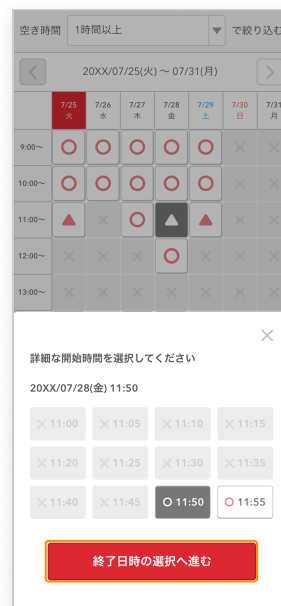 空き時間 1時間以上 ▼ で絞り込む
< 20XX/07/25(火) ～ 07/31(月) >
7/25 7/26 7/27 7/28 7/29 7/30 7/31
火 水 木 金 土 日 月
9:00～ ○ ○ ○ ○ ○ × ×
10:00～ ○ ○ ○ ○ ○ × ×
11:00～ ▲ × ○ ▲ ▲ × ×
12:00～ × × × ○ × × ×
13:00～ × × × × × × ×
×
詳細な開始時間を選択してください
20XX/07/28(金) 11:50
× 11:00 × 11:05 × 11:10 × 11:15
× 11:20 × 11:25 × 11:30 × 11:35
× 11:40 × 11:45 ○ 11:50 ○ 11:55
終了日時の選択へ進む